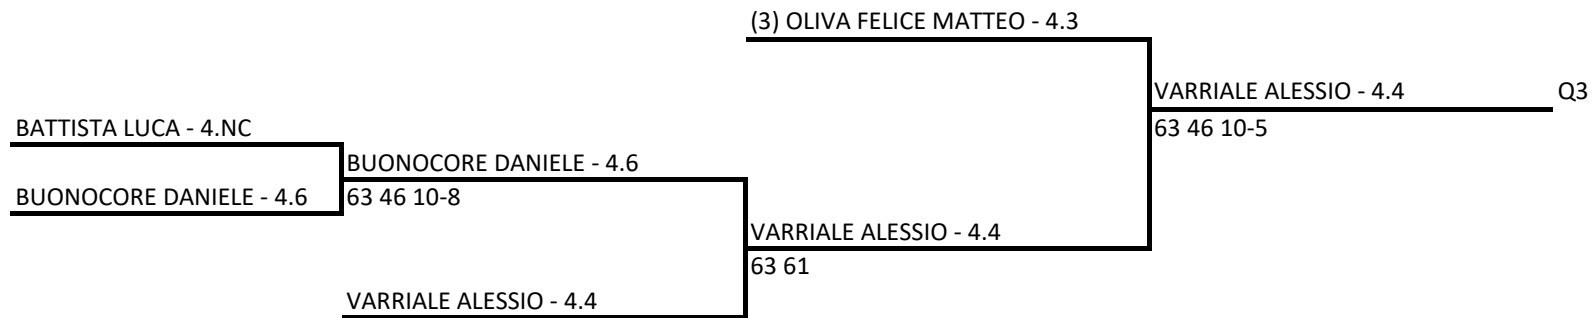 (3) OLIVA FELICE MATTEO - 4.3
VARRIALE ALESSIO - 4.4 Q3
63 46 10-5
BATTISTA LUCA - 4.NC
BUONOCORE DANIELE - 4.6
BUONOCORE DANIELE - 4.6
63 46 10-8
VARRIALE ALESSIO - 4.4
63 61
VARRIALE ALESSIO - 4.4